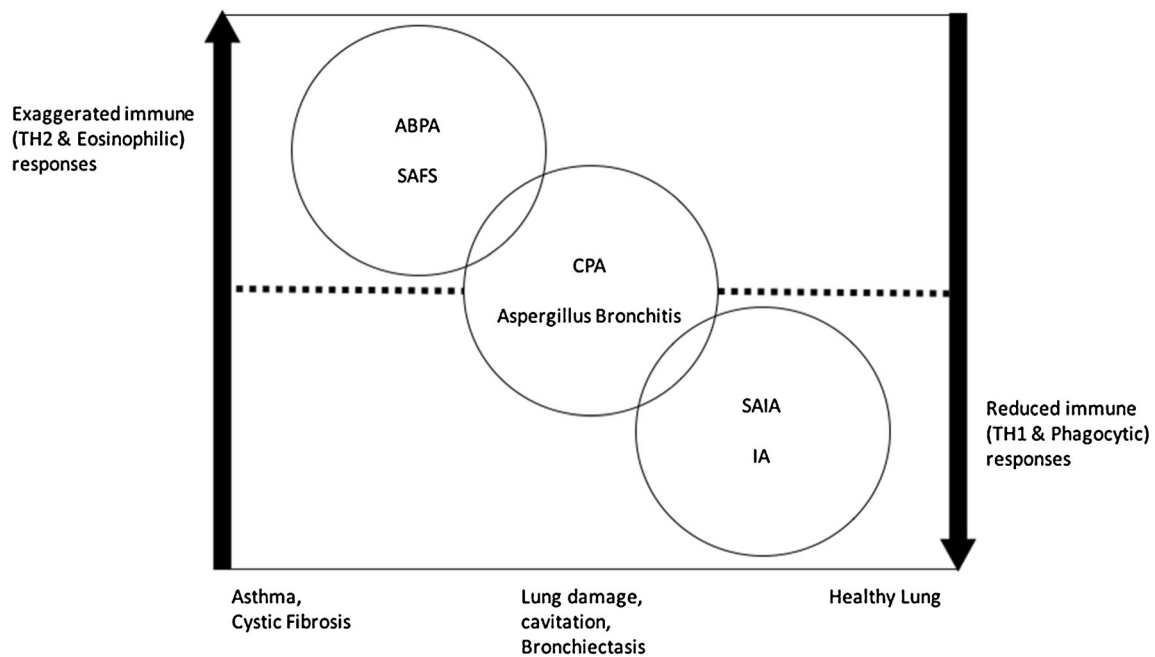 Exaggerated immune
(TH2 & Eosinophilic)
responses
ABPA
SAFS
CPA
Aspergillus Bronchitis
SAIA
IA
Reduced immune
(TH1 & Phagocytic)
responses
Asthma,
Cystic Fibrosis
Lung damage,
cavitation,
Bronchiectasis
Healthy Lung